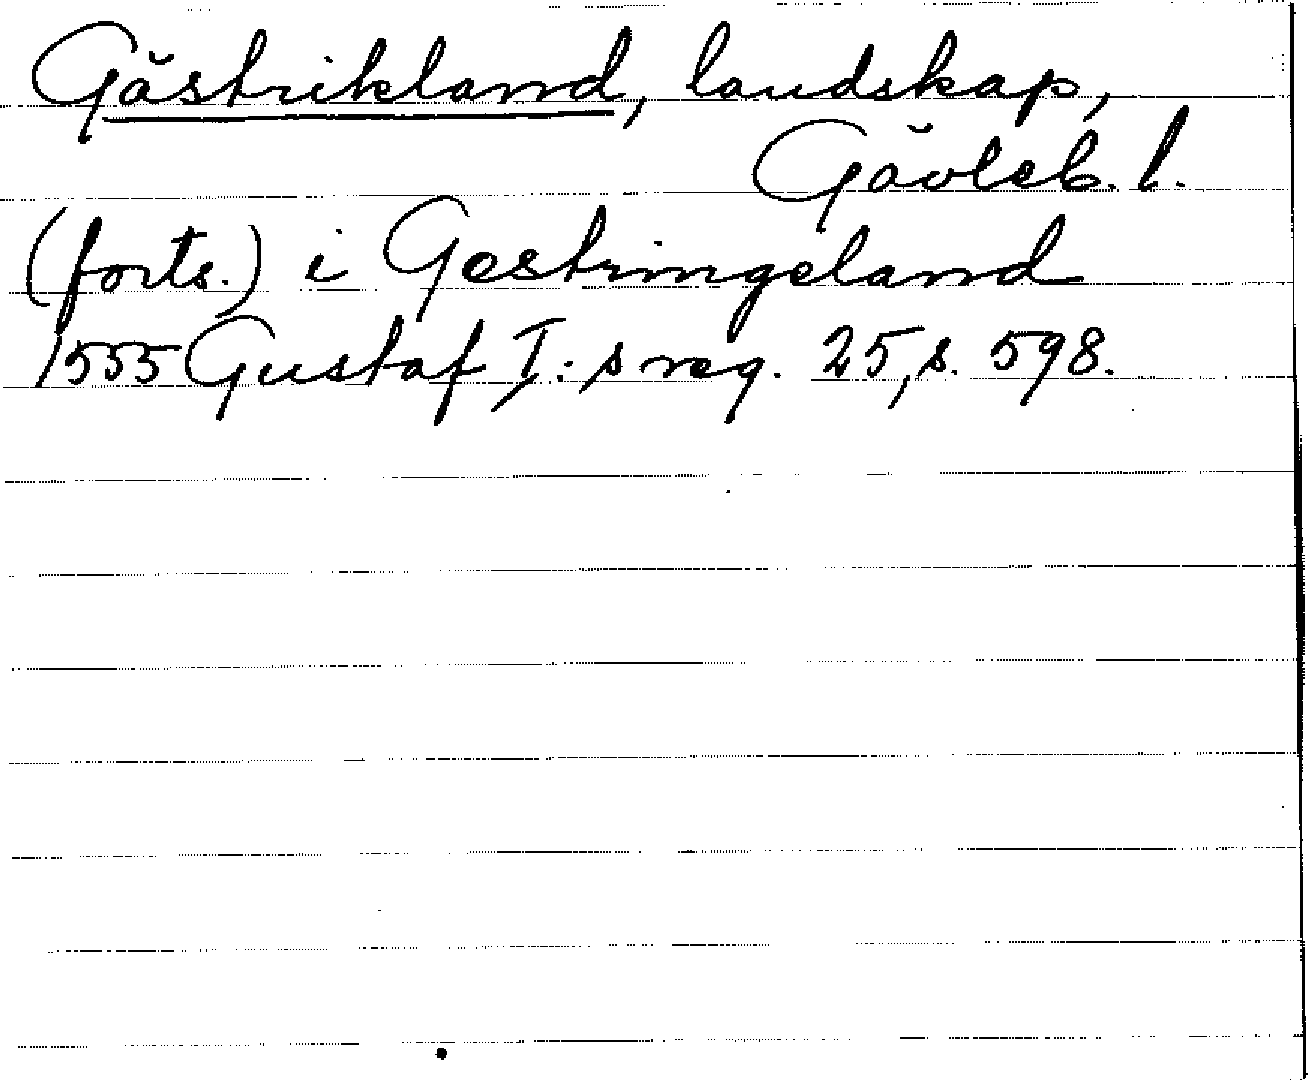 Gästrikland, landskap,
Gävleb. l.
(forts.) i Gestringeland
1555 Gustaf I:s reg. 25, s. 598.